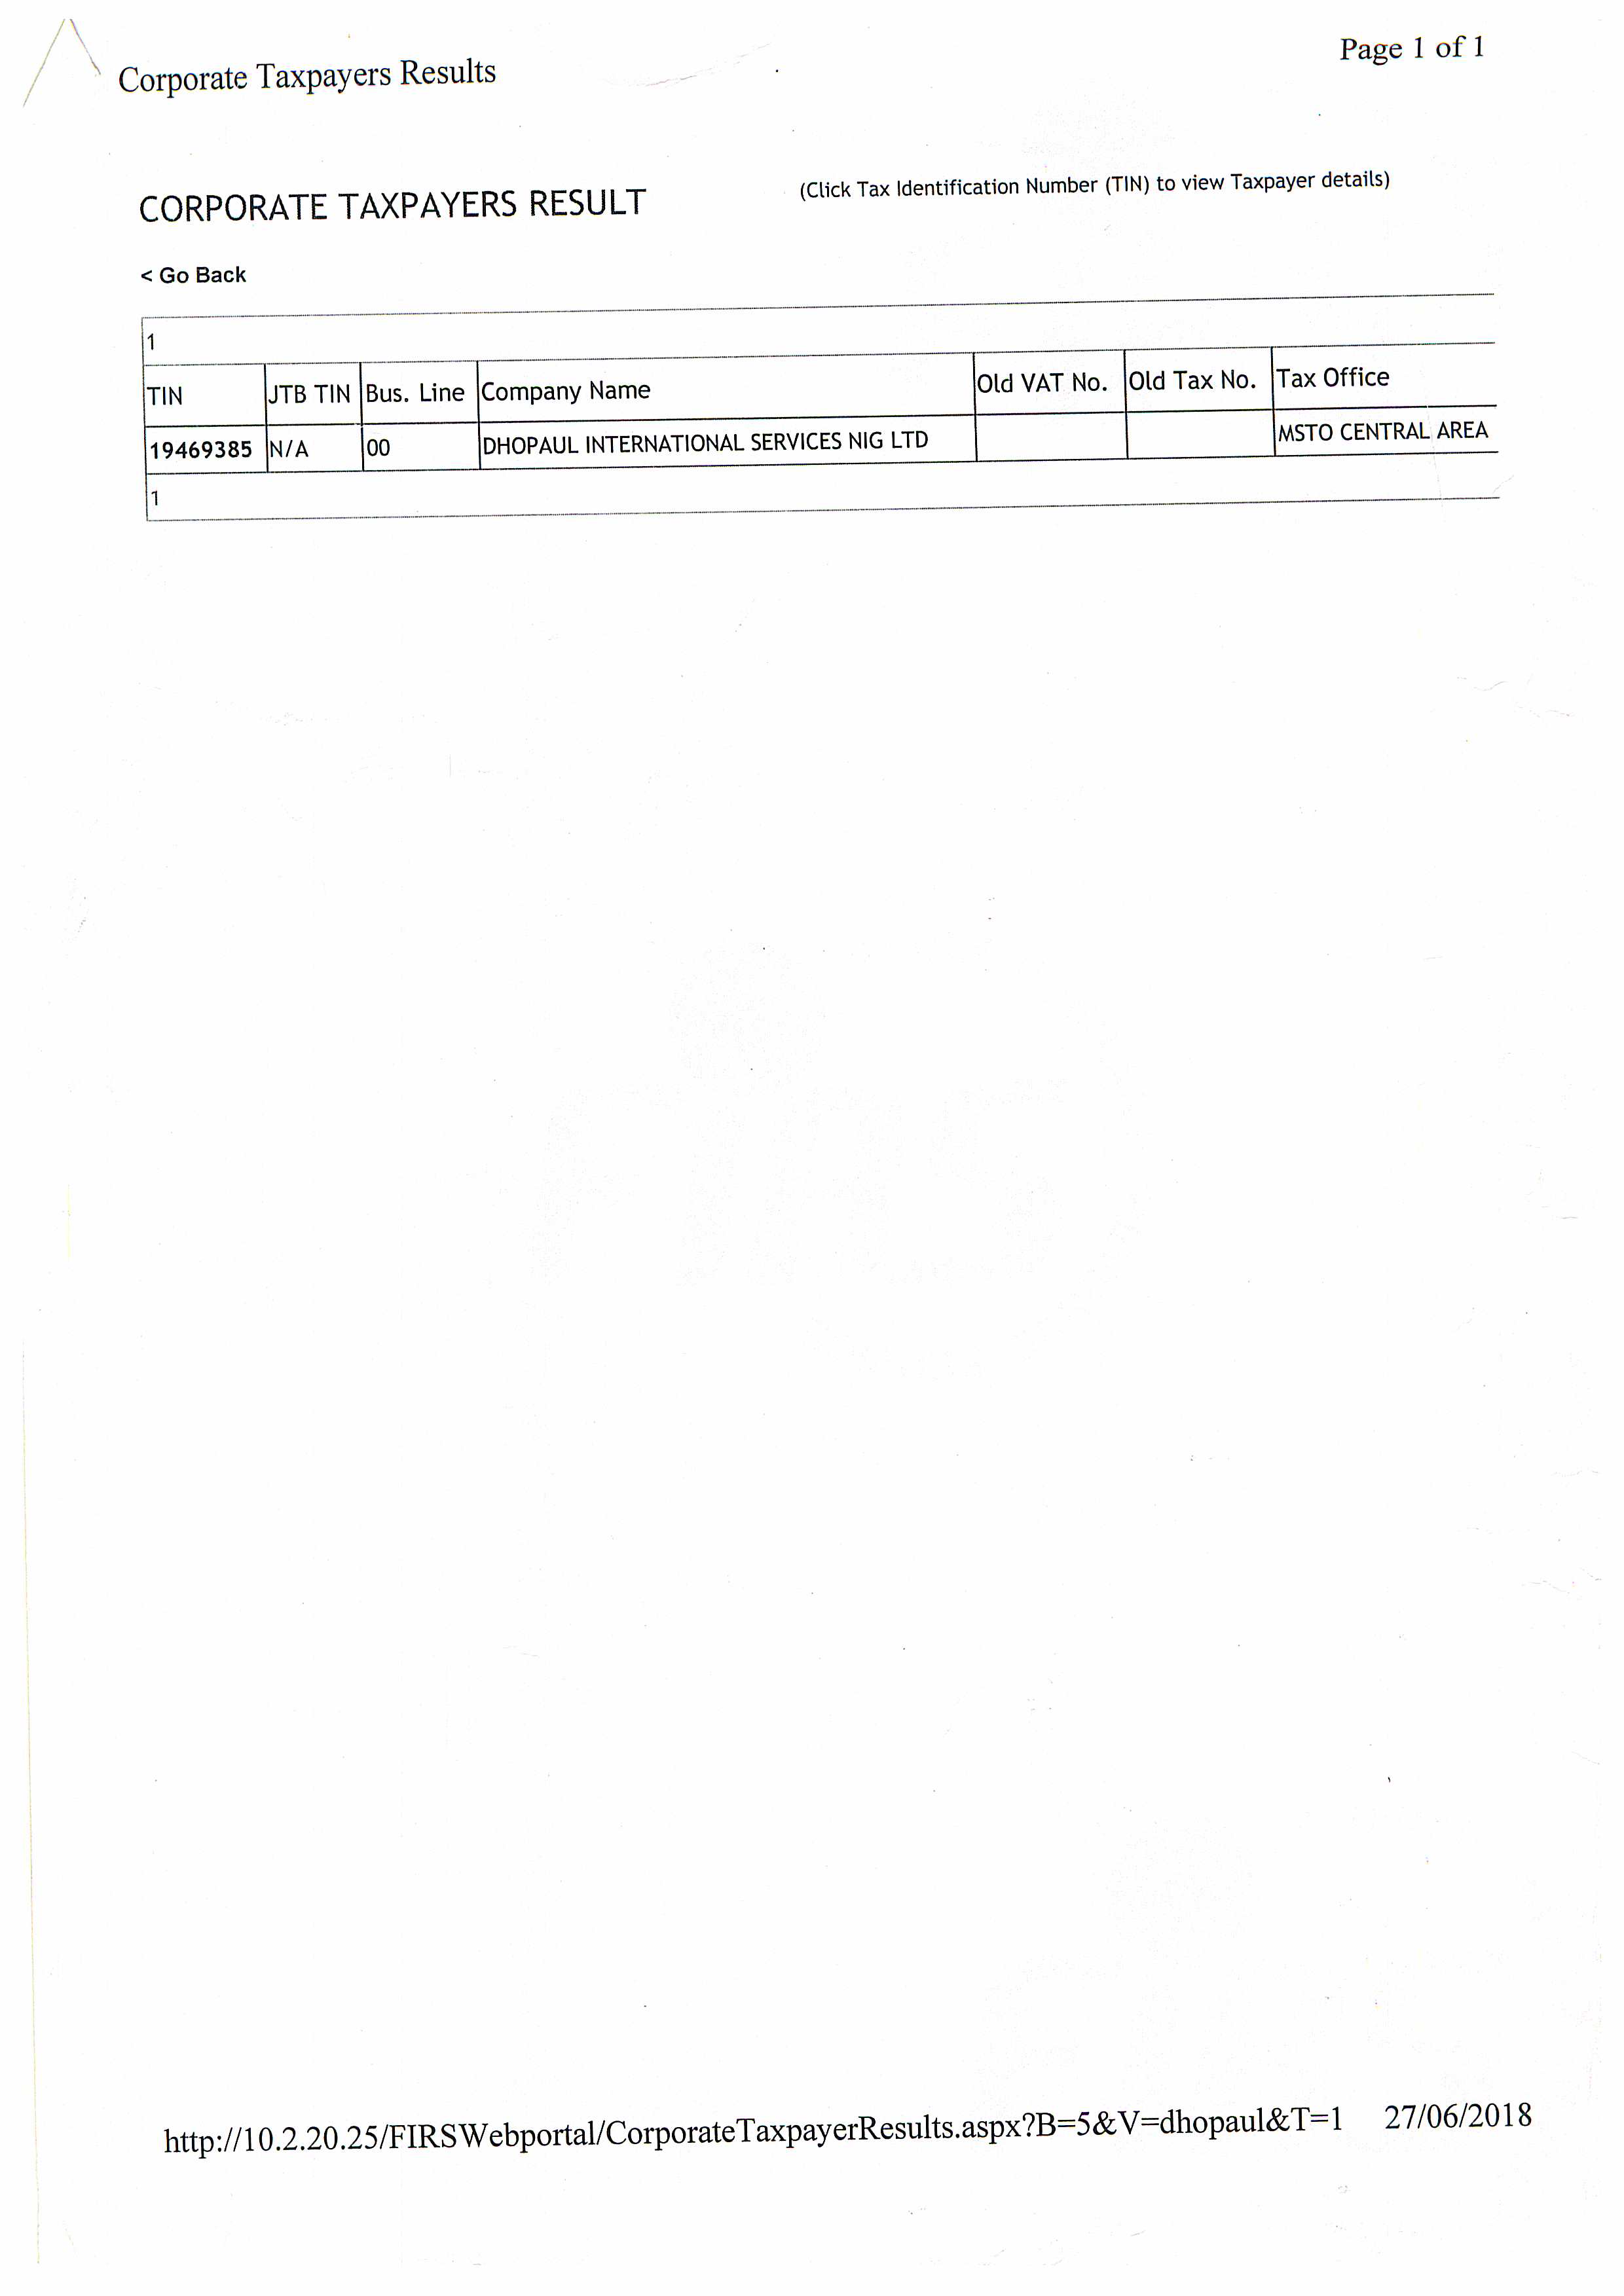 Corporate Taxpayers Results
Page 1 of 1
CORPORATE TAXPAYERS RESULT
(Click Tax Identification Number (TIN) to view Taxpayer details)
< Go Back
1
TIN JTB TIN Bus. Line Company Name Old VAT No. Old Tax No. Tax Office
19469385 N/A 00 DHOPAUL INTERNATIONAL SERVICES NIG LTD MSTO CENTRAL AREA
1
http://10.2.20.25/FIRSWebportal/CorporateTaxpayerResults.aspx?B=5&V=dhopaul&T=1 27/06/2018